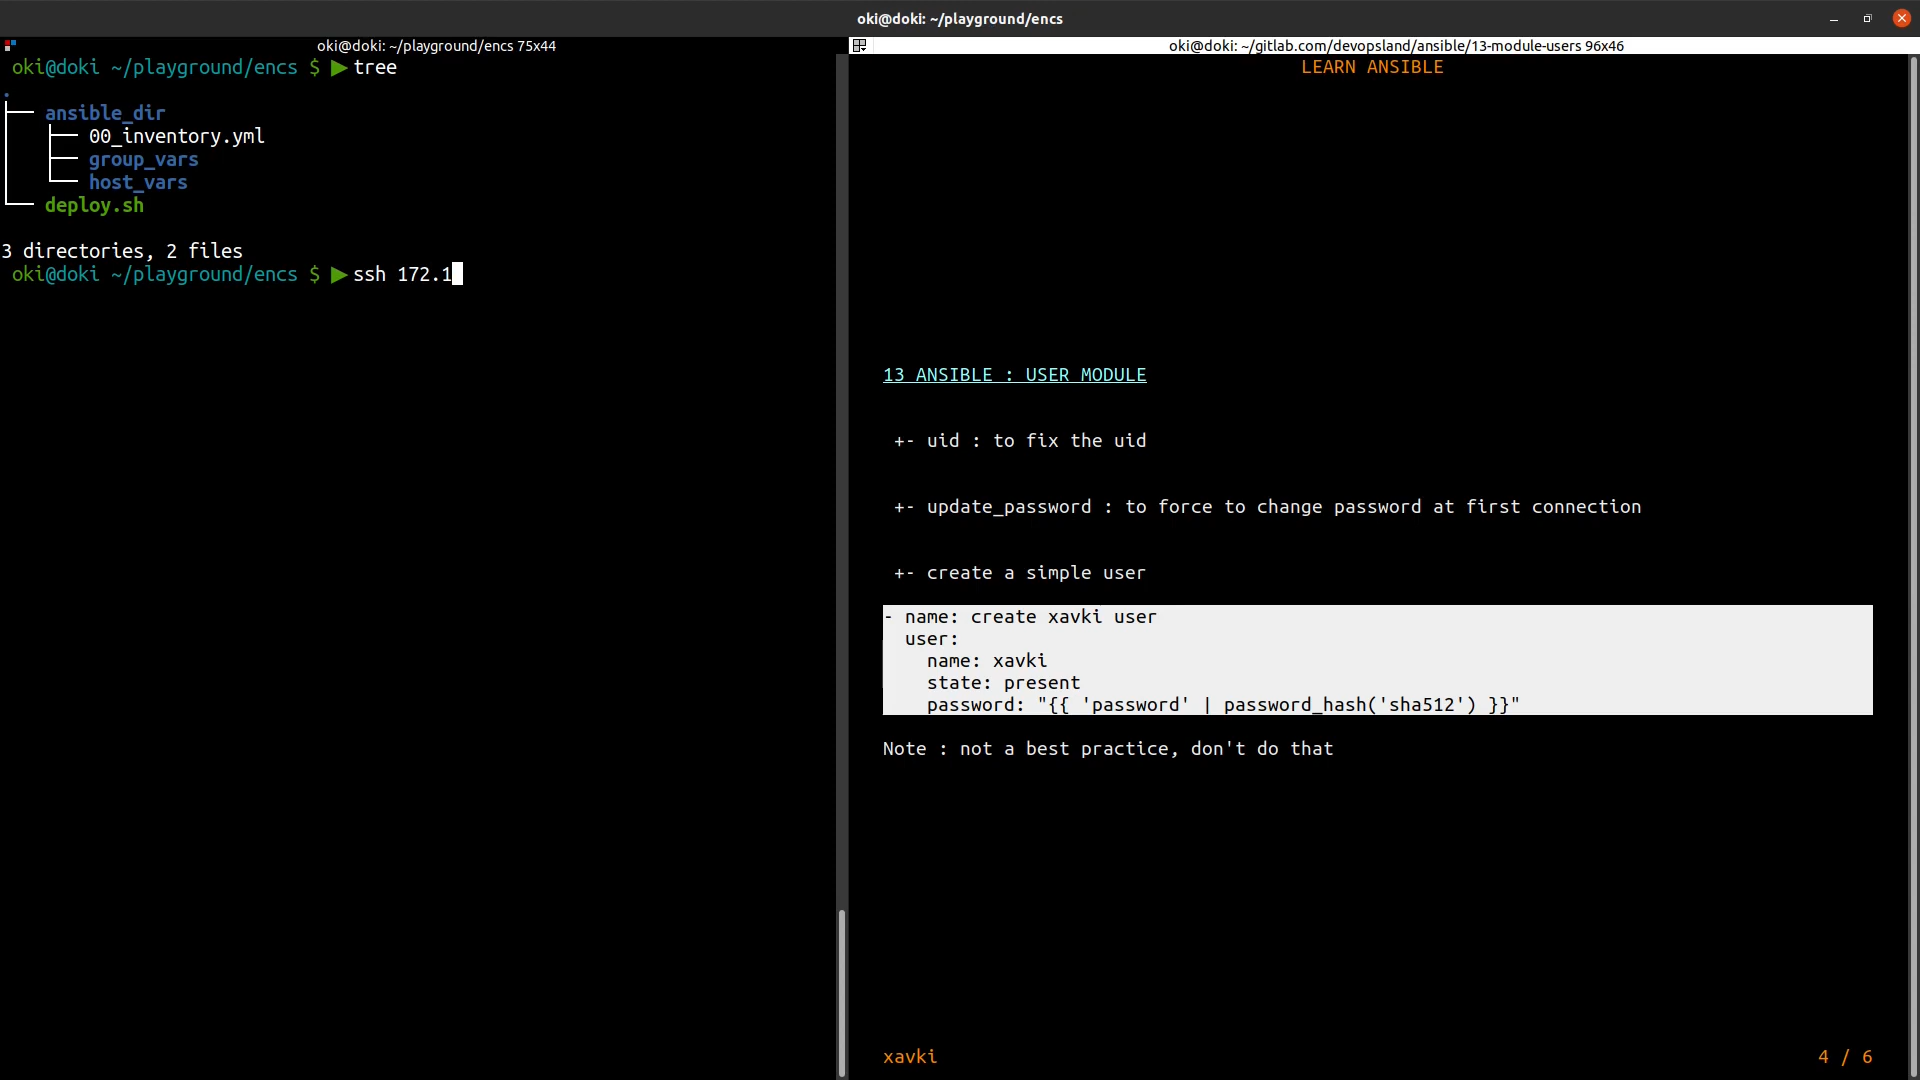 oki@doki: ~/playground/encs
oki@doki: ~/playground/encs 75x44
oki@doki ~/playground/encs $ ▶tree
.
├── ansible_dir
│   ├── 00_inventory.yml
│   ├── group_vars
│   └── host_vars
└── deploy.sh
3 directories, 2 files
oki@doki ~/playground/encs $ ▶ssh 172.1
oki@doki: ~/gitlab.com/devopsland/ansible/13-module-users 96x46
LEARN ANSIBLE
13 ANSIBLE : USER MODULE
+- uid : to fix the uid
+- update_password : to force to change password at first connection
+- create a simple user
- name: create xavki user
  user:
    name: xavki
    state: present
    password: "{{ 'password' | password_hash('sha512') }}"
Note : not a best practice, don't do that
xavki
4 / 6